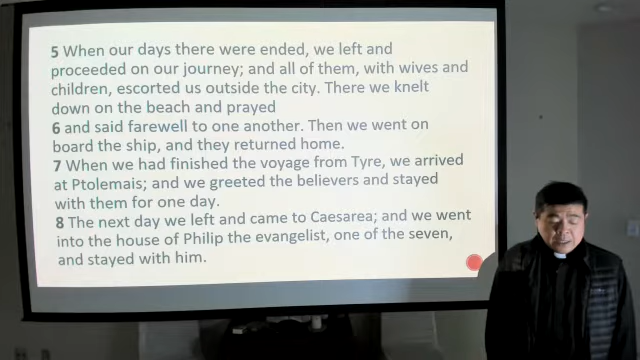 5 When our days there were ended, we left and
proceeded on our journey; and all of them, with wives and
children, escorted us outside the city. There we knelt
down on the beach and prayed
6 and said farewell to one another. Then we went on
board the ship, and they returned home.
7 When we had finished the voyage from Tyre, we arrived
at Ptolemais; and we greeted the believers and stayed
with them for one day.
8 The next day we left and came to Caesarea; and we went
into the house of Philip the evangelist, one of the seven,
and stayed with him.